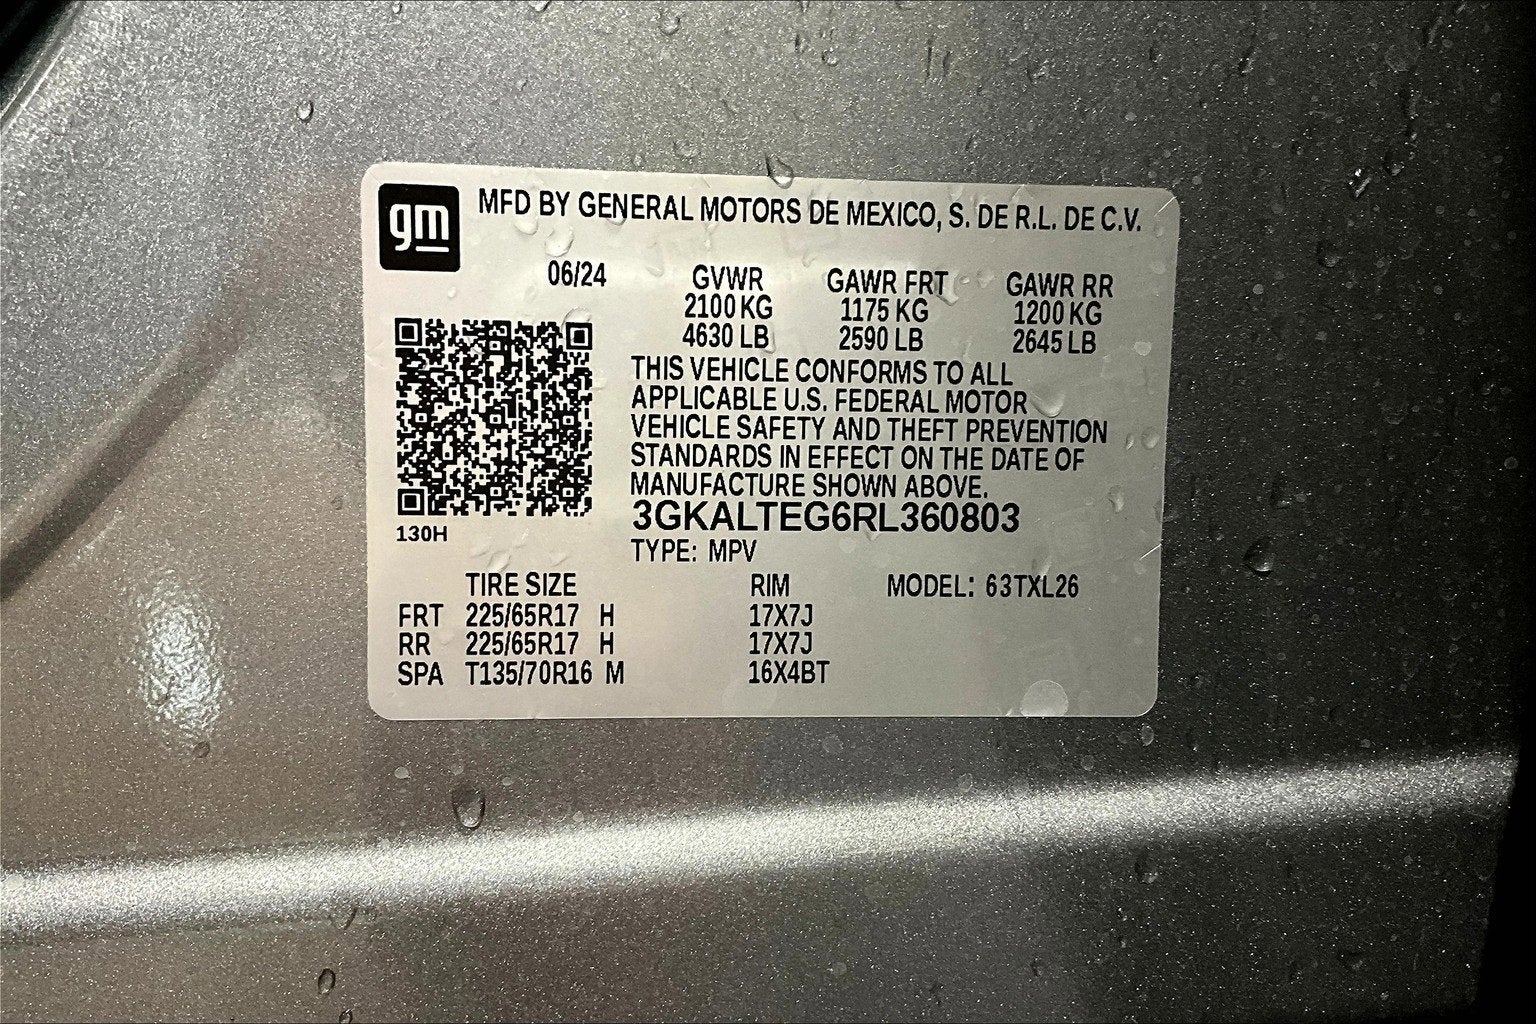 gm
MFD BY GENERAL MOTORS DE MEXICO, S. DE R.L. DE C.V.
06/24 GVWR GAWR FRT GAWR RR
2100 KG 1175 KG 1200 KG
4630 LB 2590 LB 2645 LB
THIS VEHICLE CONFORMS TO ALL
APPLICABLE U.S. FEDERAL MOTOR
VEHICLE SAFETY AND THEFT PREVENTION
STANDARDS IN EFFECT ON THE DATE OF
MANUFACTURE SHOWN ABOVE.
3GKALTEG6RL360803
130H
TYPE: MPV
TIRE SIZE RIM MODEL: 63TXL26
FRT 225/65R17 H 17X7J
RR 225/65R17 H 17X7J
SPA T135/70R16 M 16X4BT